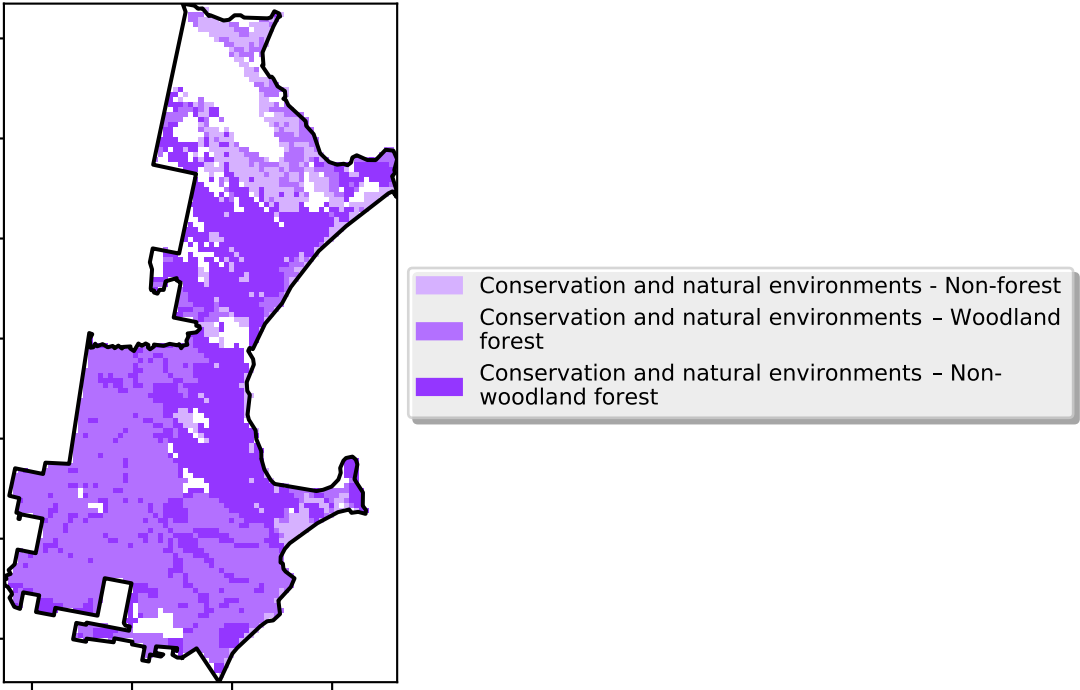 Conservation and natural environments - Non-forest
Conservation and natural environments – Woodland
forest
Conservation and natural environments – Non-
woodland forest